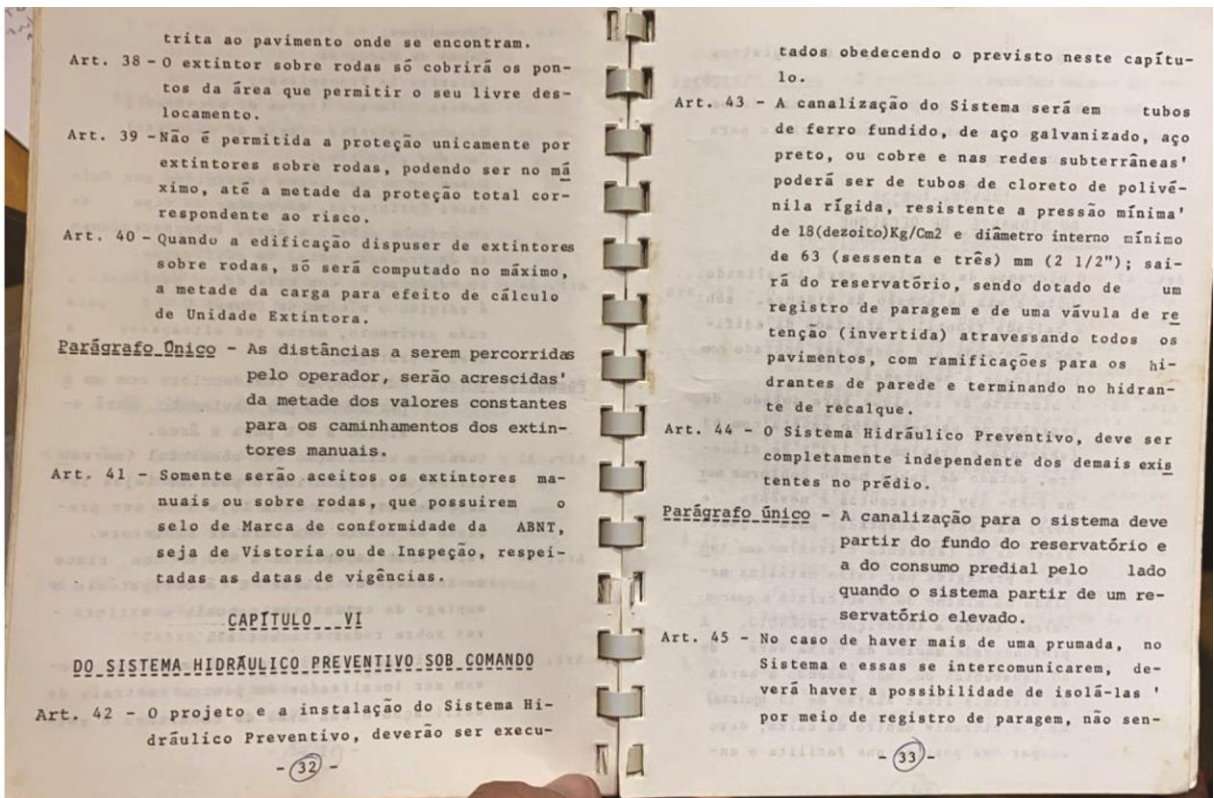 trita ao pavimento onde se encontram.
Art. 38 - O extintor sobre rodas só cobrirá os pon-
tos da área que permitir o seu livre des-
locamento.
Art. 39 - Não é permitida a proteção unicamente por
extintores sobre rodas, podendo ser no má
ximo, até a metade da proteção total cor-
respondente ao risco.
Art. 40 - Quando a edificação dispuser de extintores
sobre rodas, só será computado no máximo,
a metade da carga para efeito de cálculo
de Unidade Extintora.
Parágrafo Único - As distâncias a serem percorridas
pelo operador, serão acrescidas'
da metade dos valores constantes
para os caminhamentos dos extin-
tores manuais.
Art. 41 - Somente serão aceitos os extintores ma-
nuais ou sobre rodas, que possuirem o
selo de Marca de conformidade da ABNT,
seja de Vistoria ou de Inspeção, respei-
tadas as datas de vigências.
CAPÍTULO VI
DO SISTEMA HIDRÁULICO PREVENTIVO SOB COMANDO
Art. 42 - O projeto e a instalação do Sistema Hi-
dráulico Preventivo, deverão ser execu-
- 32 -
tados obedecendo o previsto neste capítu-
lo.
Art. 43 - A canalização do Sistema será em tubos
de ferro fundido, de aço galvanizado, aço
preto, ou cobre e nas redes subterrâneas'
poderá ser de tubos de cloreto de polivé-
nila rígida, resistente a pressão mínima'
de 18(dezoito)Kg/Cm2 e diâmetro interno mínimo
de 63 (sessenta e três) mm (2 1/2"); sai-
rá do reservatório, sendo dotado de um
registro de paragem e de uma vávula de re
tenção (invertida) atravessando todos os
pavimentos, com ramificações para os hi-
drantes de parede e terminando no hidran-
te de recalque.
Art. 44 - O Sistema Hidráulico Preventivo, deve ser
completamente independente dos demais exis
tentes no prédio.
Parágrafo único - A canalização para o sistema deve
partir do fundo do reservatório e
a do consumo predial pelo lado
quando o sistema partir de um re-
servatório elevado.
Art. 45 - No caso de haver mais de uma prumada, no
Sistema e essas se intercomunicarem, de-
verá haver a possibilidade de isolá-las '
por meio de registro de paragem, não sen-
- 33 -